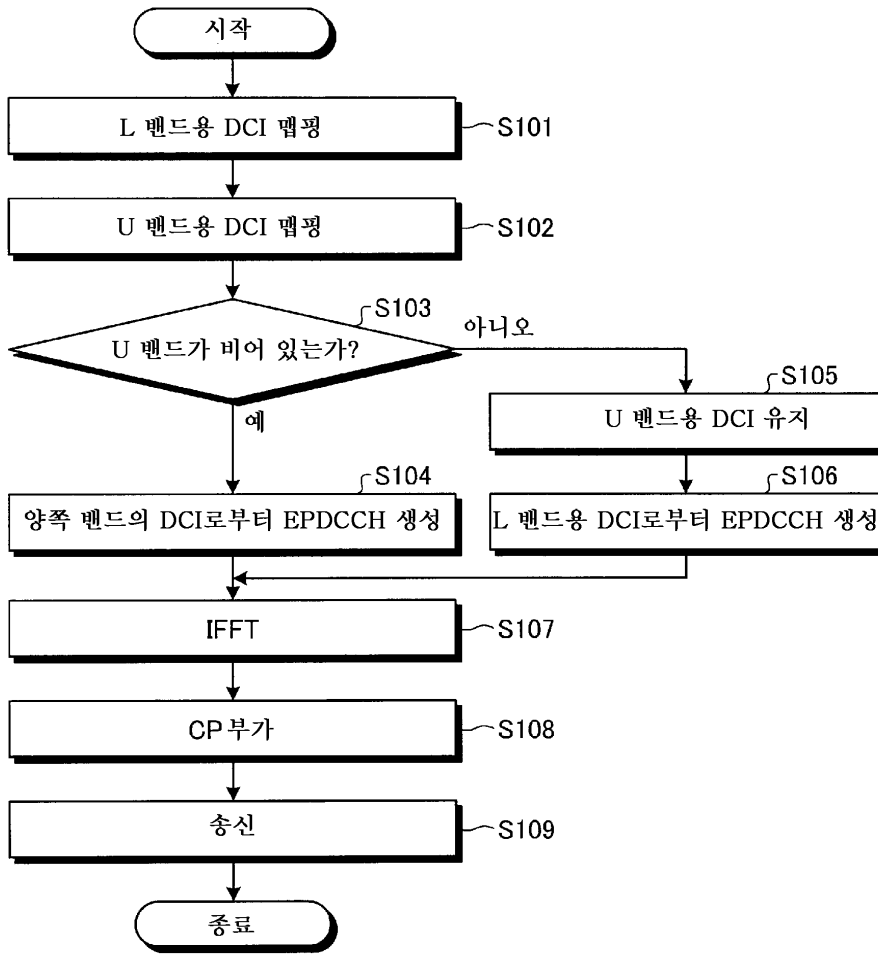 시작
L 밴드용 DCI 맵핑
S101
U 밴드용 DCI 맵핑
S102
S103
U 밴드가 비어 있는가?
아니오
예
S105
U 밴드용 DCI 유지
S104
양쪽 밴드의 DCI로부터 EPDCCH 생성
S106
L 밴드용 DCI로부터 EPDCCH 생성
IFFT
S107
CP부가
S108
송신
S109
종료